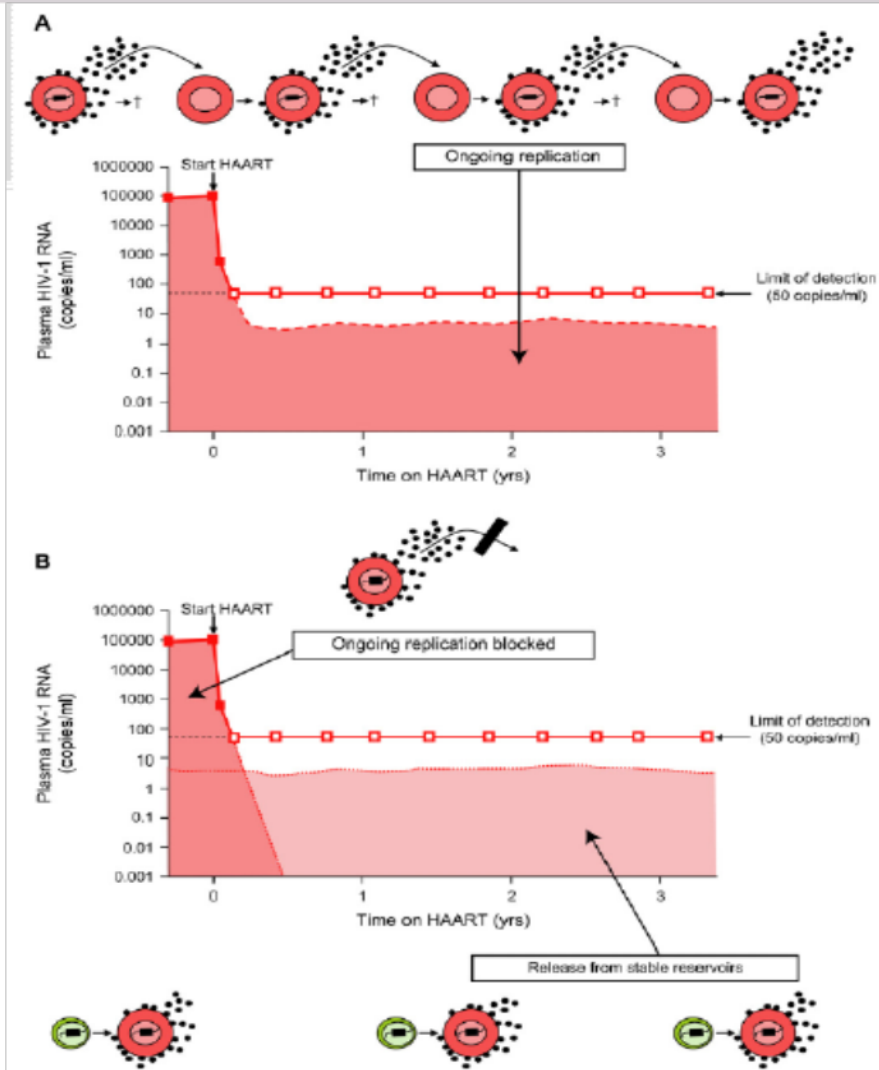 A
Start HAART
Ongoing replication
1000000
100000
10000
1000
100
10
1
0.1
0.01
0.001
Plasma HIV-1 RNA
(copies/ml)
Limit of detection
(50 copies/ml)
0 1 2 3
Time on HAART (yrs)
B
Start HAART
Ongoing replication blocked
1000000
100000
10000
1000
100
10
1
0.1
0.01
0.001
Plasma HIV-1 RNA
(copies/ml)
Limit of detection
(50 copies/ml)
0 1 2 3
Time on HAART (yrs)
Release from stable reservoirs